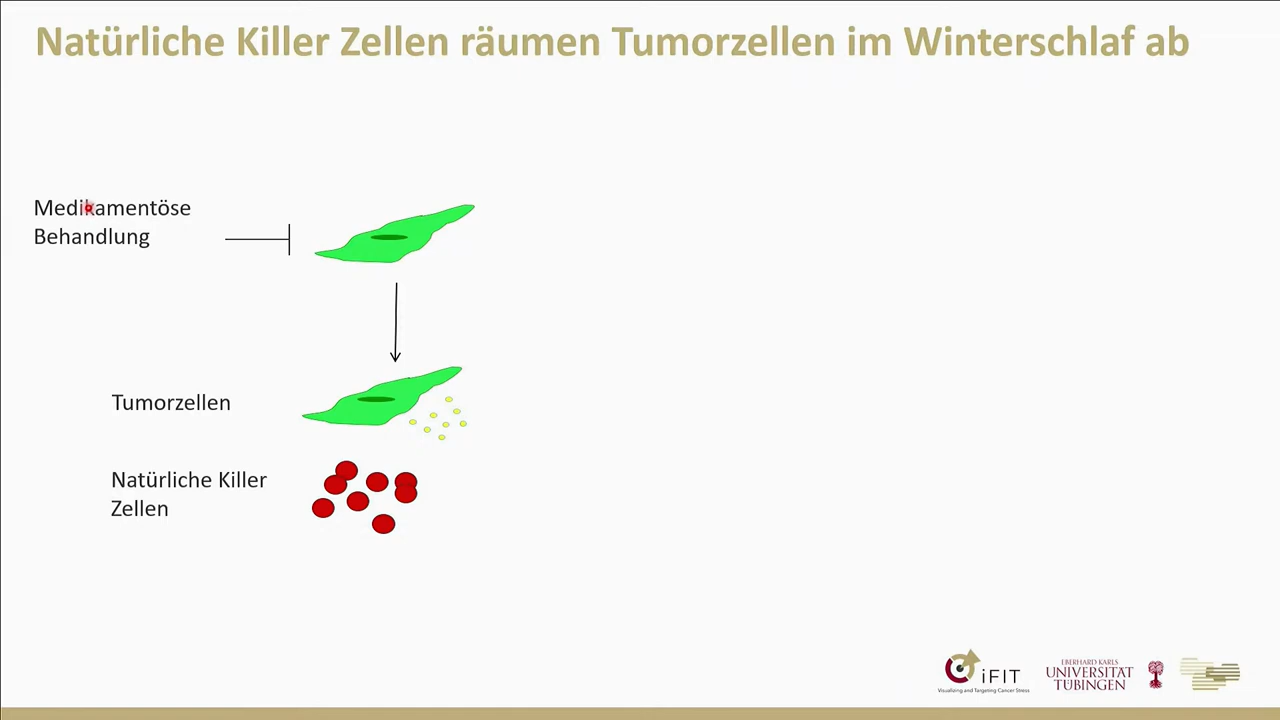 Natürliche Killer Zellen räumen Tumorzellen im Winterschlaf ab
Medikamentöse
Behandlung
Tumorzellen
Natürliche Killer
Zellen
iFIT
Visualizing and Targeting Cancer Stress
EBERHARD KARLS
UNIVERSITÄT
TÜBINGEN